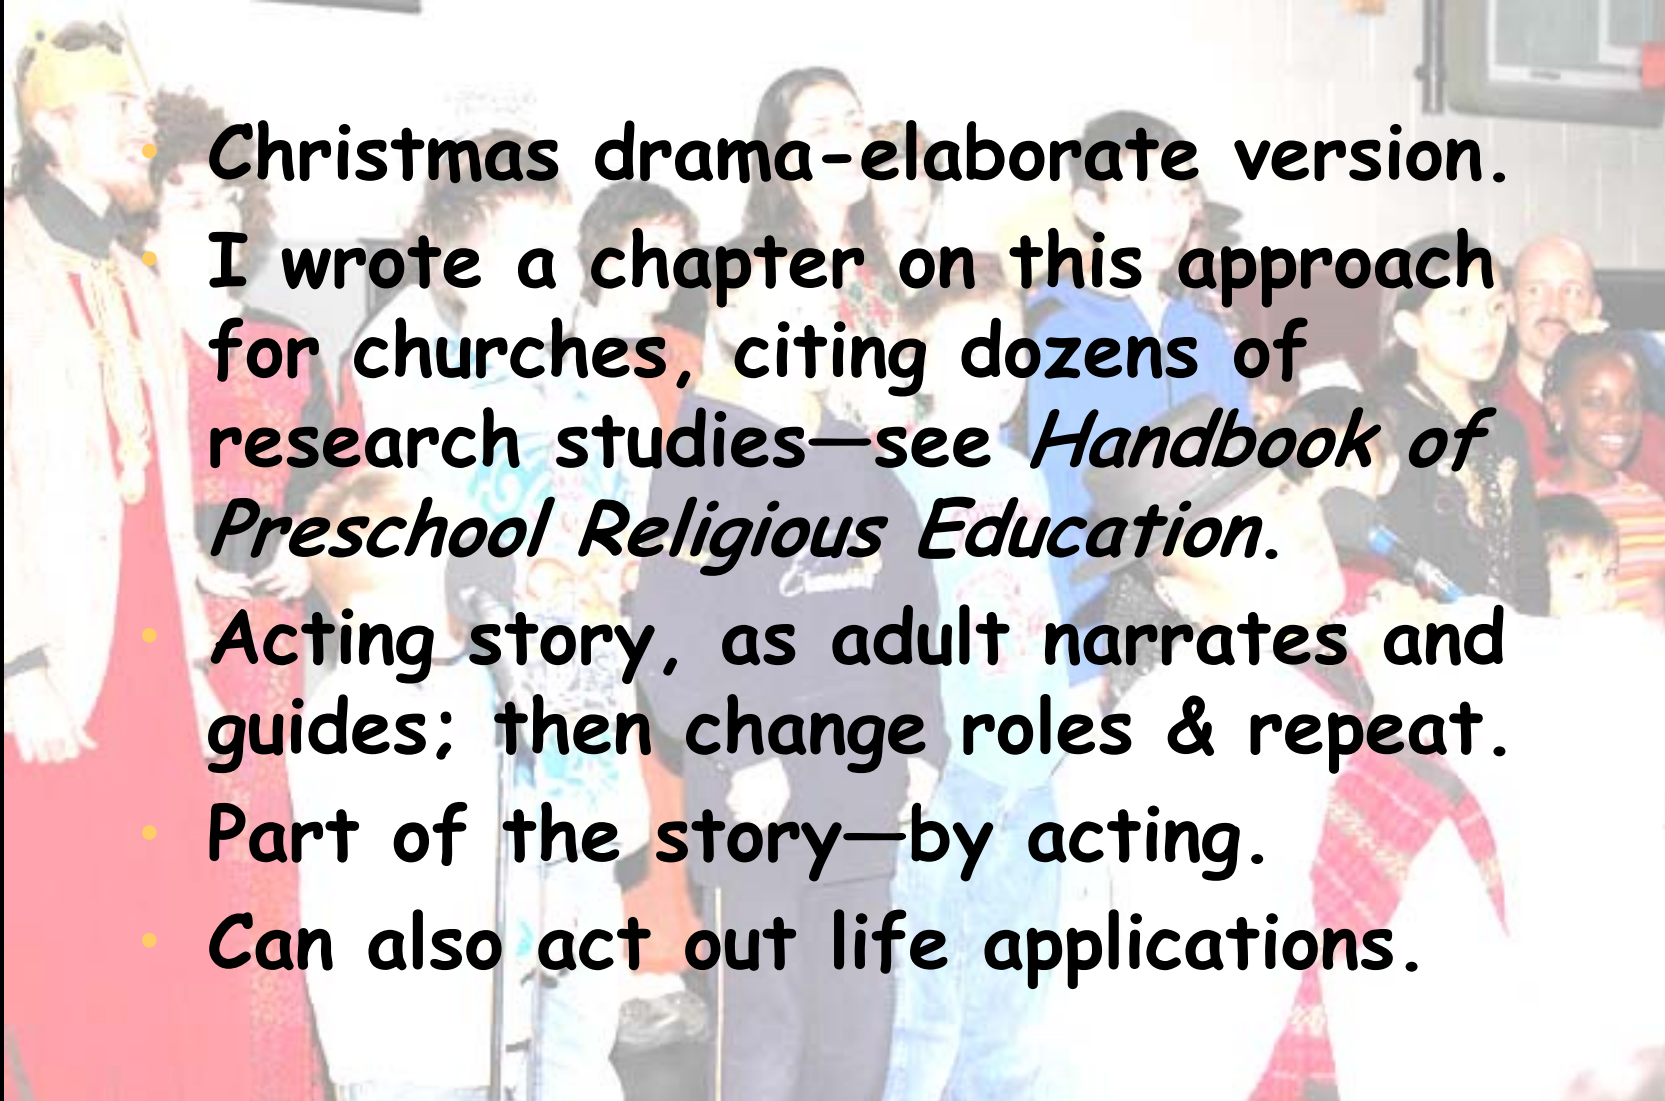 • Christmas drama-elaborate version.
• I wrote a chapter on this approach
for churches, citing dozens of
research studies—see Handbook of
Preschool Religious Education.
• Acting story, as adult narrates and
guides; then change roles & repeat.
• Part of the story—by acting.
• Can also act out life applications.